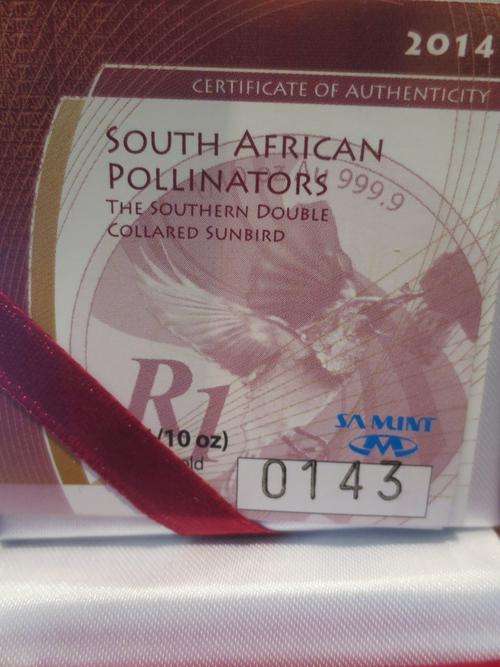 2014
CERTIFICATE OF AUTHENTICITY
SOUTH AFRICAN
POLLINATORS
999.9
THE SOUTHERN DOUBLE
COLLARED SUNBIRD
R1
/10 oz)
SA MINT
0143